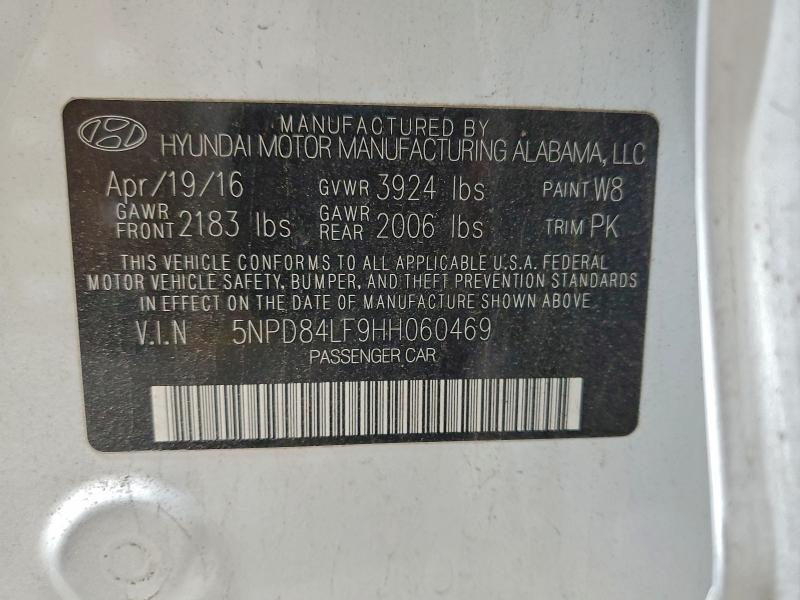 MANUFACTURED BY
HYUNDAI MOTOR MANUFACTURING ALABAMA, LLC
Apr/19/16 GVWR 3924 lbs PAINT W8
GAWR FRONT 2183 lbs GAWR REAR 2006 lbs TRIM PK
THIS VEHICLE CONFORMS TO ALL APPLICABLE U.S.A. FEDERAL
MOTOR VEHICLE SAFETY, BUMPER, AND THEFT PREVENTION STANDARDS
IN EFFECT ON THE DATE OF MANUFACTURE SHOWN ABOVE.
V.I.N 5NPD84LF9HH060469
PASSENGER CAR